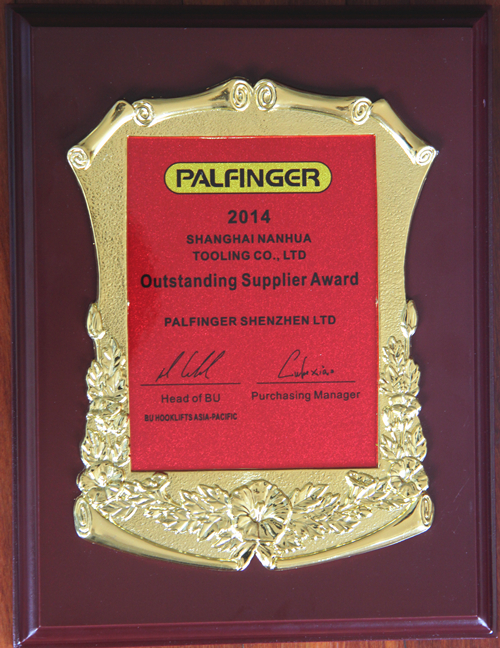 PALFINGER
2014
SHANGHAI NANHUA
TOOLING CO., LTD
Outstanding Supplier Award
PALFINGER SHENZHEN LTD
Head of BU
Purchasing Manager
BU HOOKLIFTS ASIA-PACIFIC